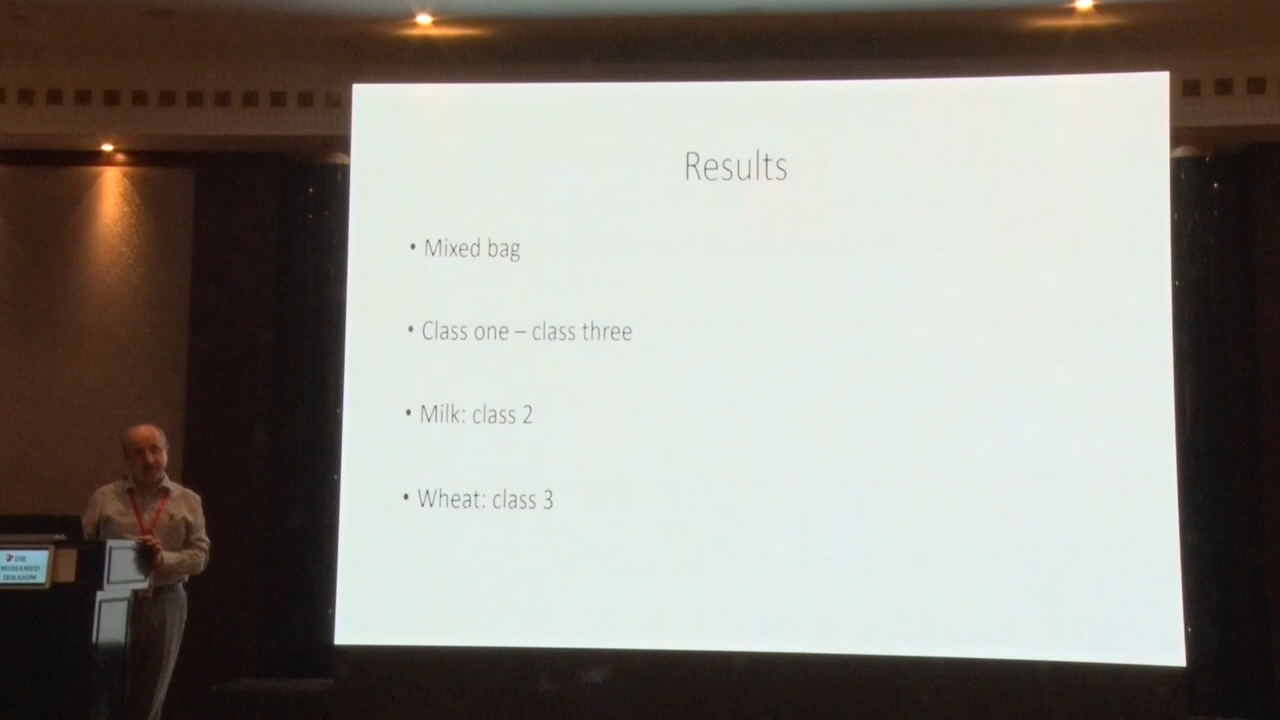 Results
• Mixed bag
• Class one – class three
• Milk: class 2
• Wheat: class 3
DR.
MOHAMED
IBRAHIM